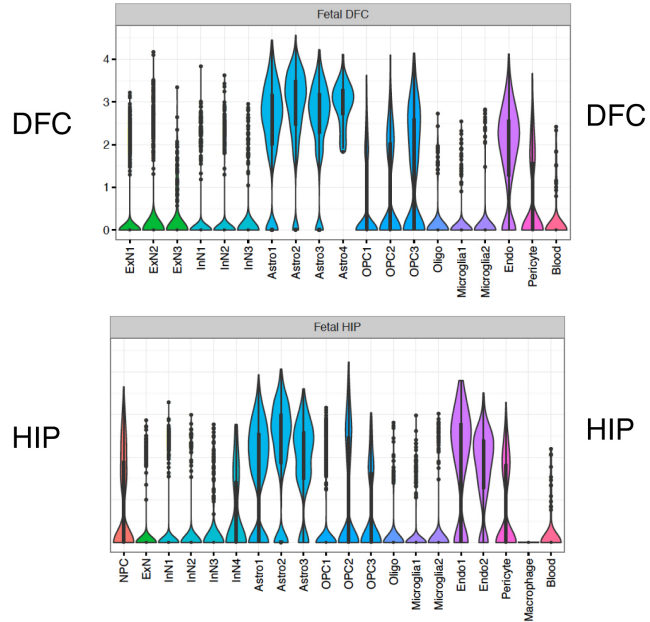 Fetal DFC
DFC
DFC
4
3
2
1
0
ExN1
ExN2
ExN3
InN1
InN2
InN3
Astro1
Astro2
Astro3
Astro4
OPC1
OPC2
OPC3
Oligo
Microglia1
Microglia2
Endo
Pericyte
Blood
Fetal HIP
HIP
HIP
NPC
ExN
InN1
InN2
InN3
InN4
Astro1
Astro2
Astro3
OPC1
OPC2
OPC3
Oligo
Microglia1
Microglia2
Endo1
Endo2
Pericyte
Macrophage
Blood